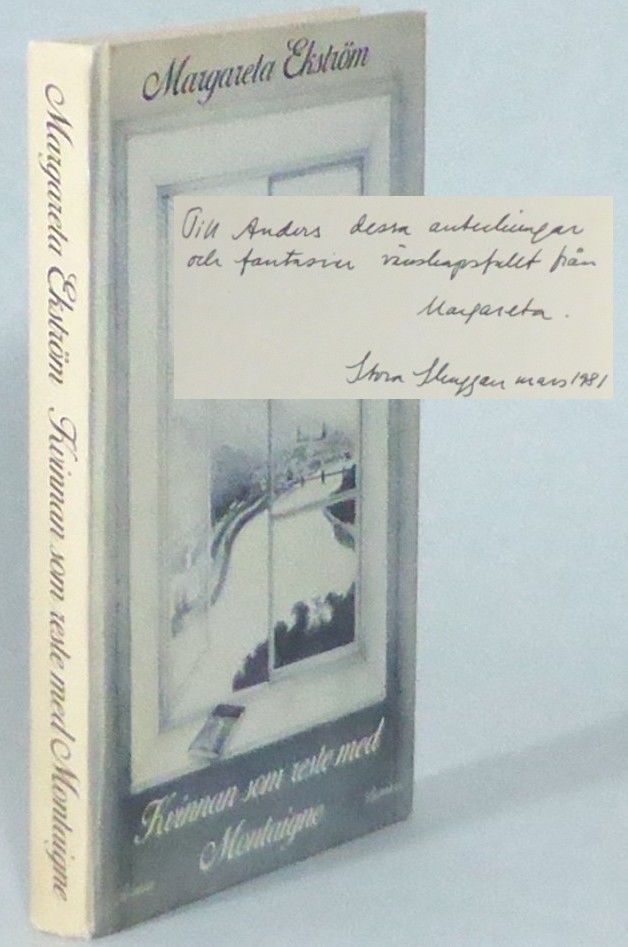 Margareta Ekström
Margareta Ekström Kvinnan som reste med Montaigne
Till Anders dessa anteckningar
och fantasier vänskapsfullt från
Margareta.
Stora Skuggan mars 1981
Kvinnan som reste med
Montaigne